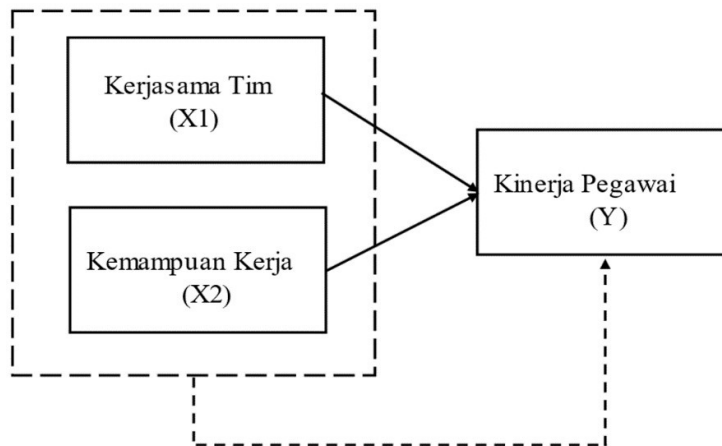 Kerjasama Tim
(X1)
Kinerja Pegawai
(Y)
Kemampuan Kerja
(X2)